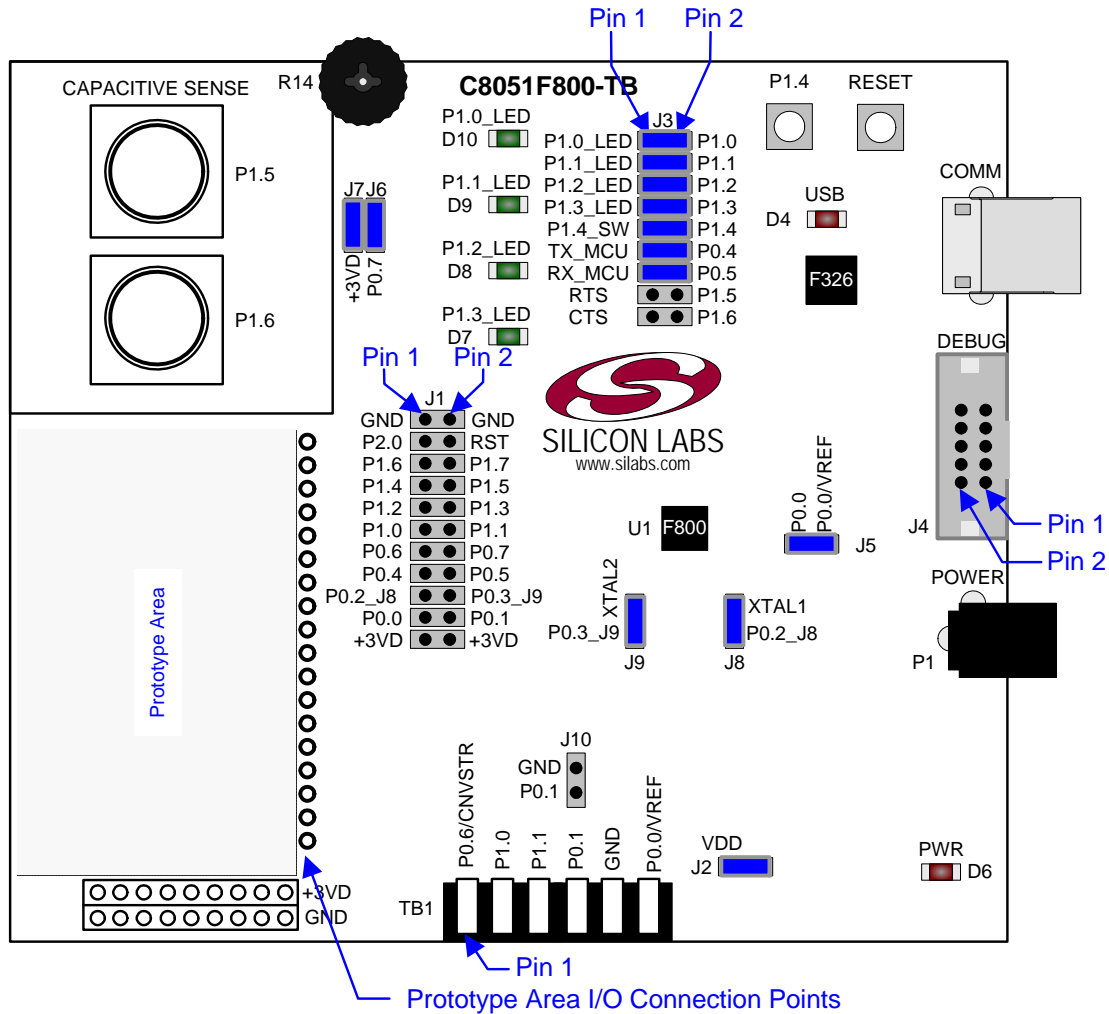 Pin 1
Pin 2
CAPACITIVE SENSE
R14
C8051F800-TB
P1.4
RESET
P1.5
P1.6
J7
J6
+3VD
P0.7
P1.0_LED
D10
P1.1_LED
D9
P1.2_LED
D8
P1.3_LED
D7
J3
P1.0_LED P1.0
P1.1_LED P1.1
P1.2_LED P1.2
P1.3_LED P1.3
P1.4_SW P1.4
TX_MCU P0.4
RX_MCU P0.5
RTS P1.5
CTS P1.6
USB
D4
F326
COMM
DEBUG
J4
Pin 1
Pin 2
Pin 1
Pin 2
J1
GND GND
P2.0 RST
P1.6 P1.7
P1.4 P1.5
P1.2 P1.3
P1.0 P1.1
P0.6 P0.7
P0.4 P0.5
P0.2_J8 P0.3_J9
P0.0 P0.1
+3VD +3VD
SILICON LABS
www.silabs.com
U1
F800
P0.0
P0.0/VREF
J5
XTAL2
P0.3_J9
J9
XTAL1
P0.2_J8
J8
POWER
P1
Prototype Area
J10
GND
P0.1
P0.6/CNVSTR
P1.0
P1.1
P0.1
GND
P0.0/VREF
TB1
VDD
J2
PWR
D6
+3VD
GND
Pin 1
Prototype Area I/O Connection Points